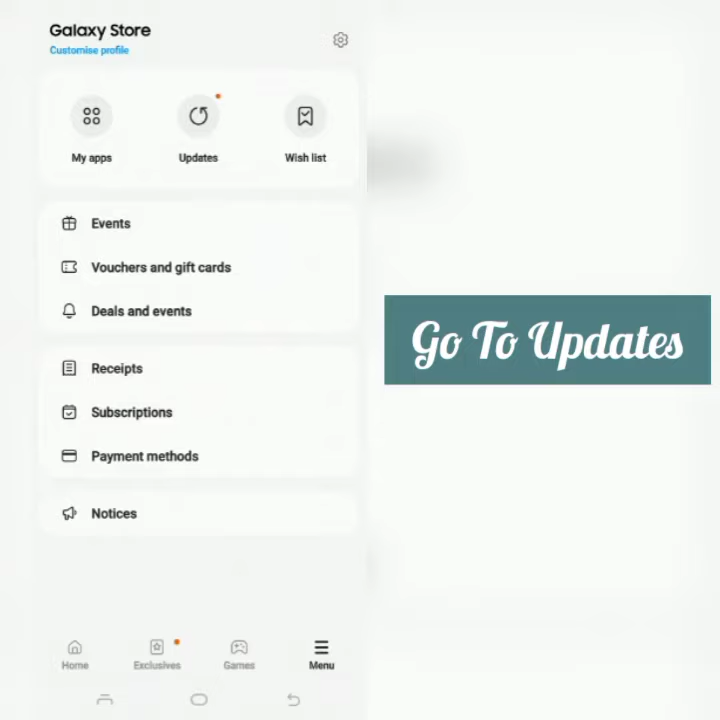 Galaxy Store
Customise profile
My apps Updates Wish list
Events
Vouchers and gift cards
Deals and events
Go To Updates
Receipts
Subscriptions
Payment methods
Notices
Home Exclusives Games Menu